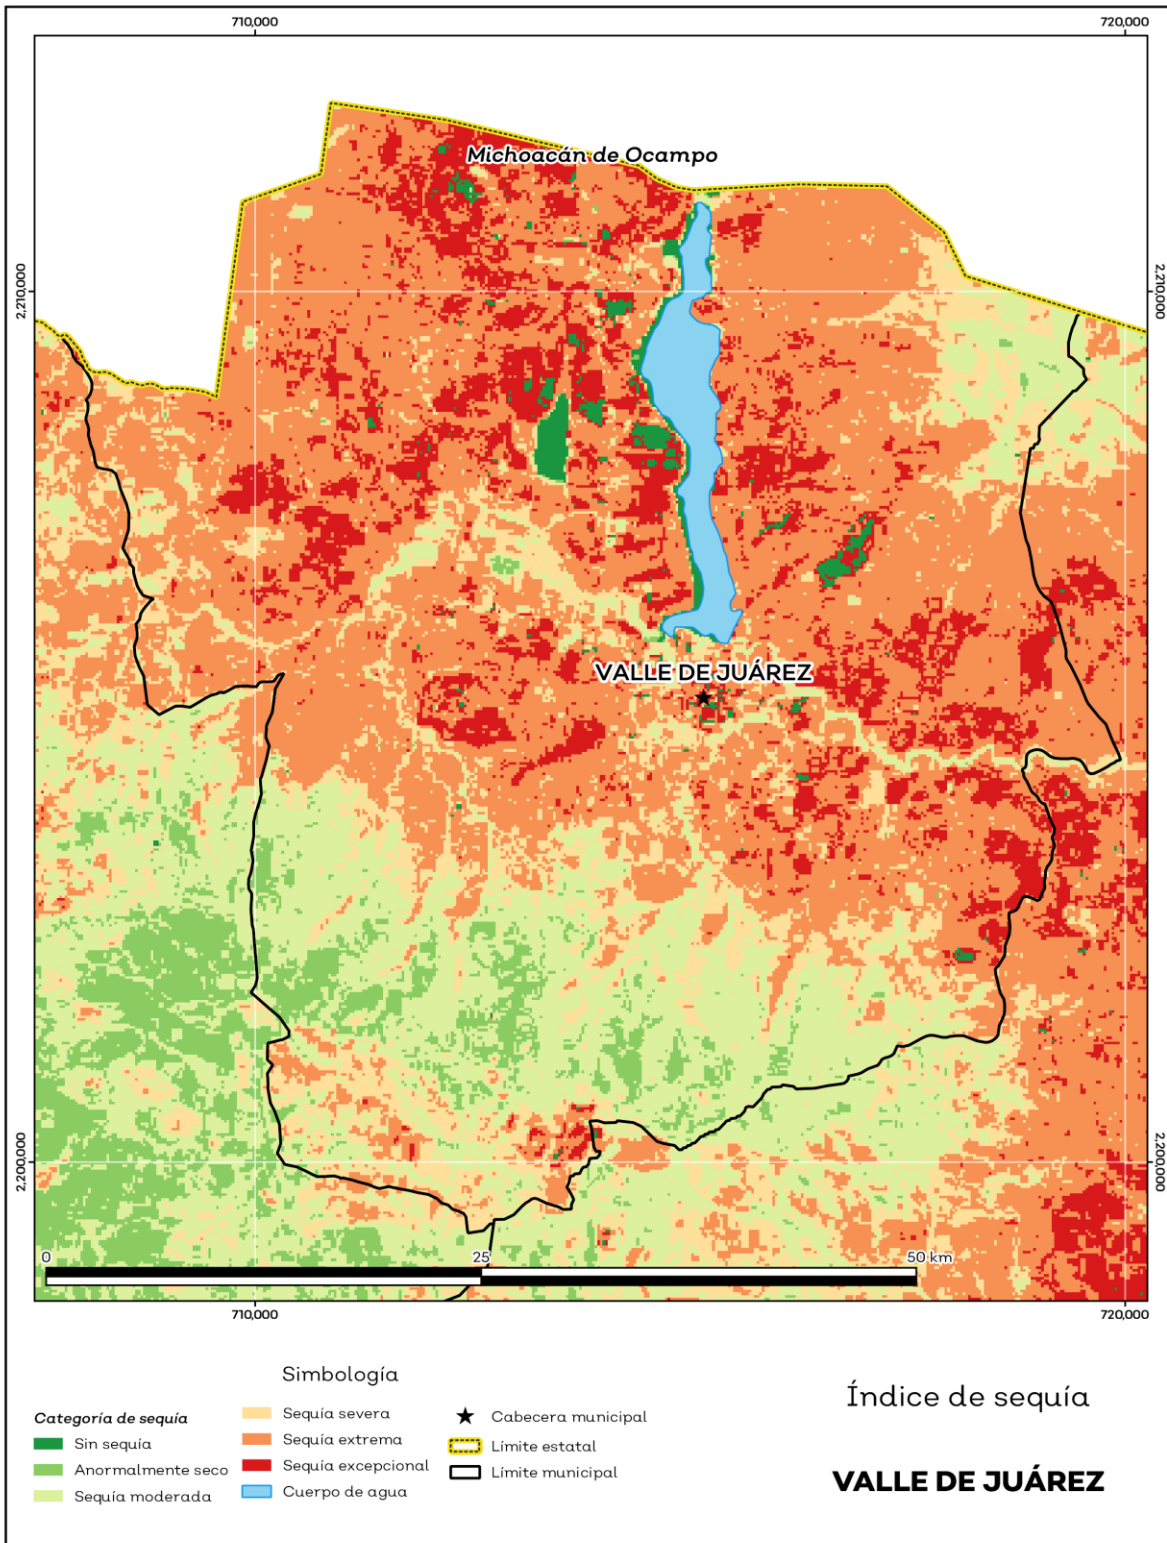 710,000
720,000
Michoacán de Ocampo
2,210,000
2,210,000
VALLE DE JUÁREZ
2,200,000
2,200,000
0
25
50 km
710,000
720,000
Simbología
Categoría de sequía
Sin sequía
Anormalmente seco
Sequía moderada
Sequía severa
Sequía extrema
Sequía excepcional
Cuerpo de agua
Cabecera municipal
Límite estatal
Límite municipal
Índice de sequía
VALLE DE JUÁREZ